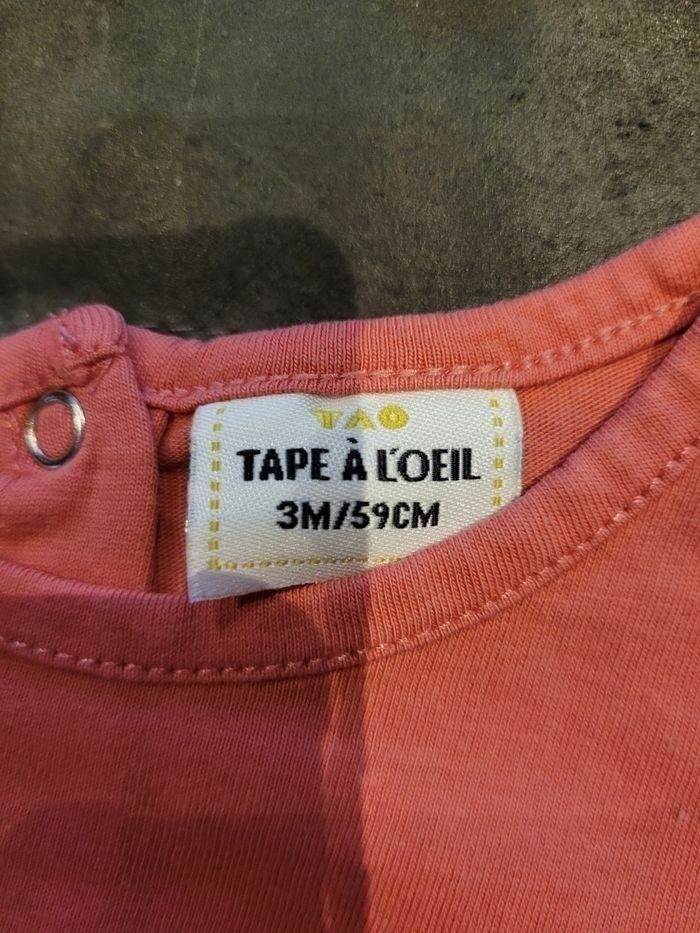 TAO
TAPE À L'OEIL
3M/59CM